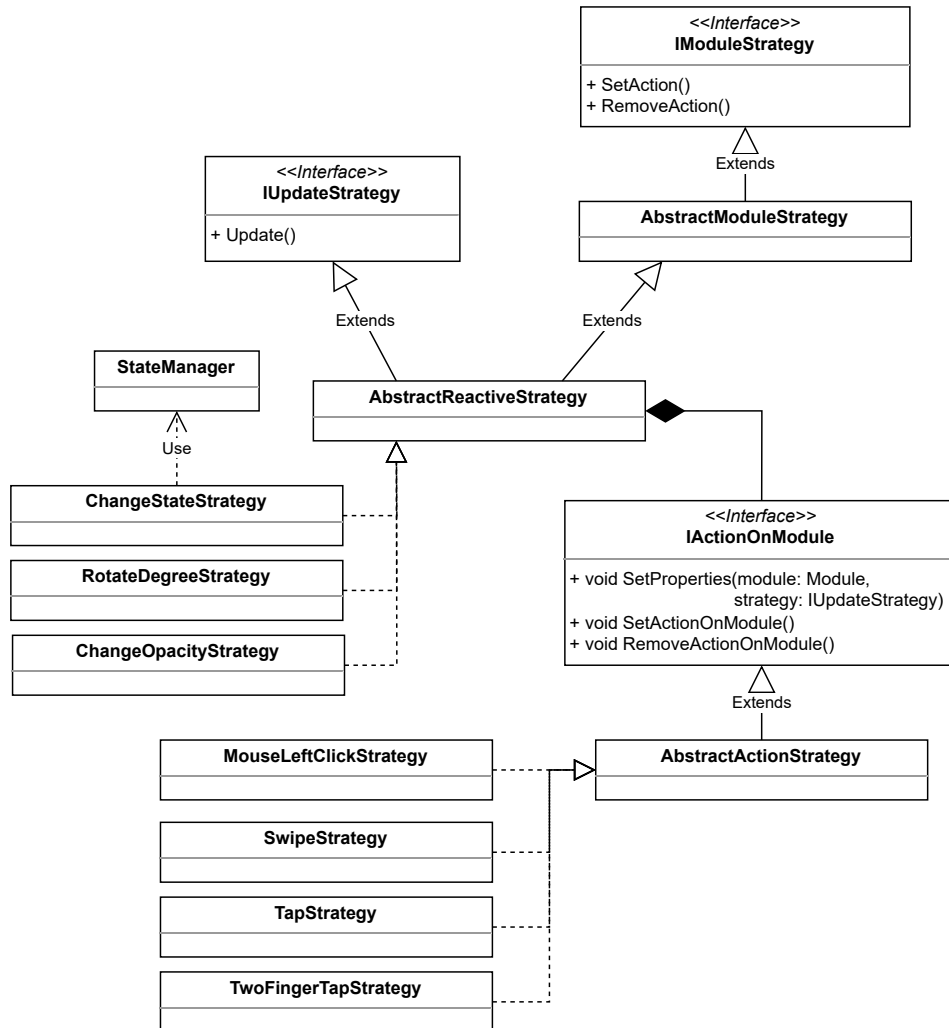 <<Interface>>
IModuleStrategy
+ SetAction()
+ RemoveAction()
Extends
<<Interface>>
IUpdateStrategy
+ Update()
AbstractModuleStrategy
Extends
Extends
StateManager
AbstractReactiveStrategy
Use
ChangeStateStrategy
<<Interface>>
IActionOnModule
+ void SetProperties(module: Module,
strategy: IUpdateStrategy)
+ void SetActionOnModule()
+ void RemoveActionOnModule()
RotateDegreeStrategy
ChangeOpacityStrategy
Extends
MouseLeftClickStrategy
AbstractActionStrategy
SwipeStrategy
TapStrategy
TwoFingerTapStrategy